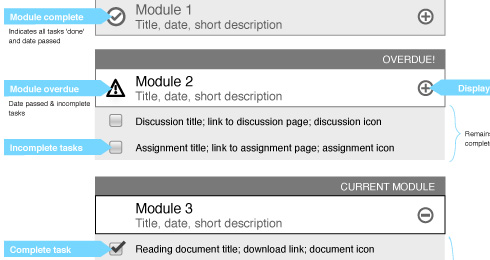 Module complete
Indicates all tasks 'done'
and date passed
Module 1
Title, date, short description
OVERDUE!
Module overdue
Date passed & incomplete
tasks
Module 2
Title, date, short description
Display
Discussion title; link to discussion page; discussion icon
Incomplete tasks
Assignment title; link to assignment page; assignment icon
Remains
complet
CURRENT MODULE
Module 3
Title, date, short description
Complete task
Reading document title; download link; document icon